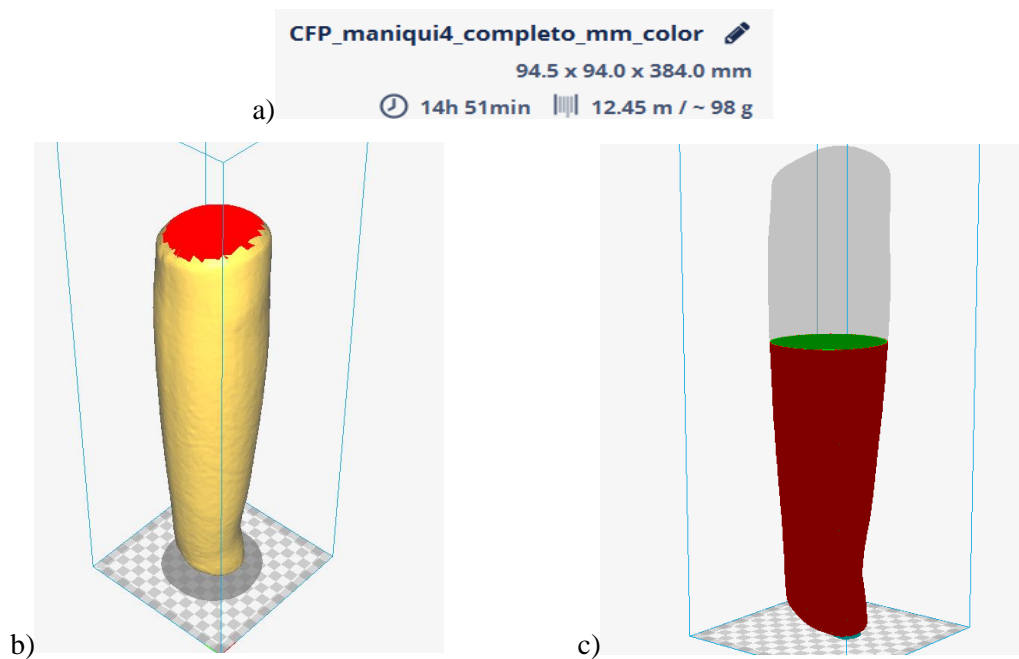 CFP_maniqui4_completo_mm_color
94.5 x 94.0 x 384.0 mm
a) 14h 51min 12.45 m / ~ 98 g
b) c)